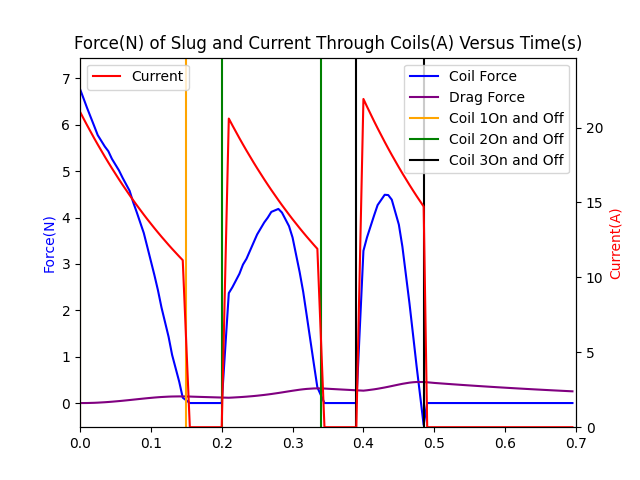 Force(N) of Slug and Current Through Coils(A) Versus Time(s)
Current
Coil Force
Drag Force
Coil 1On and Off
Coil 2On and Off
Coil 3On and Off
Force(N)
7
6
5
4
3
2
1
0
Current(A)
20
15
10
5
0
0.0 0.1 0.2 0.3 0.4 0.5 0.6 0.7